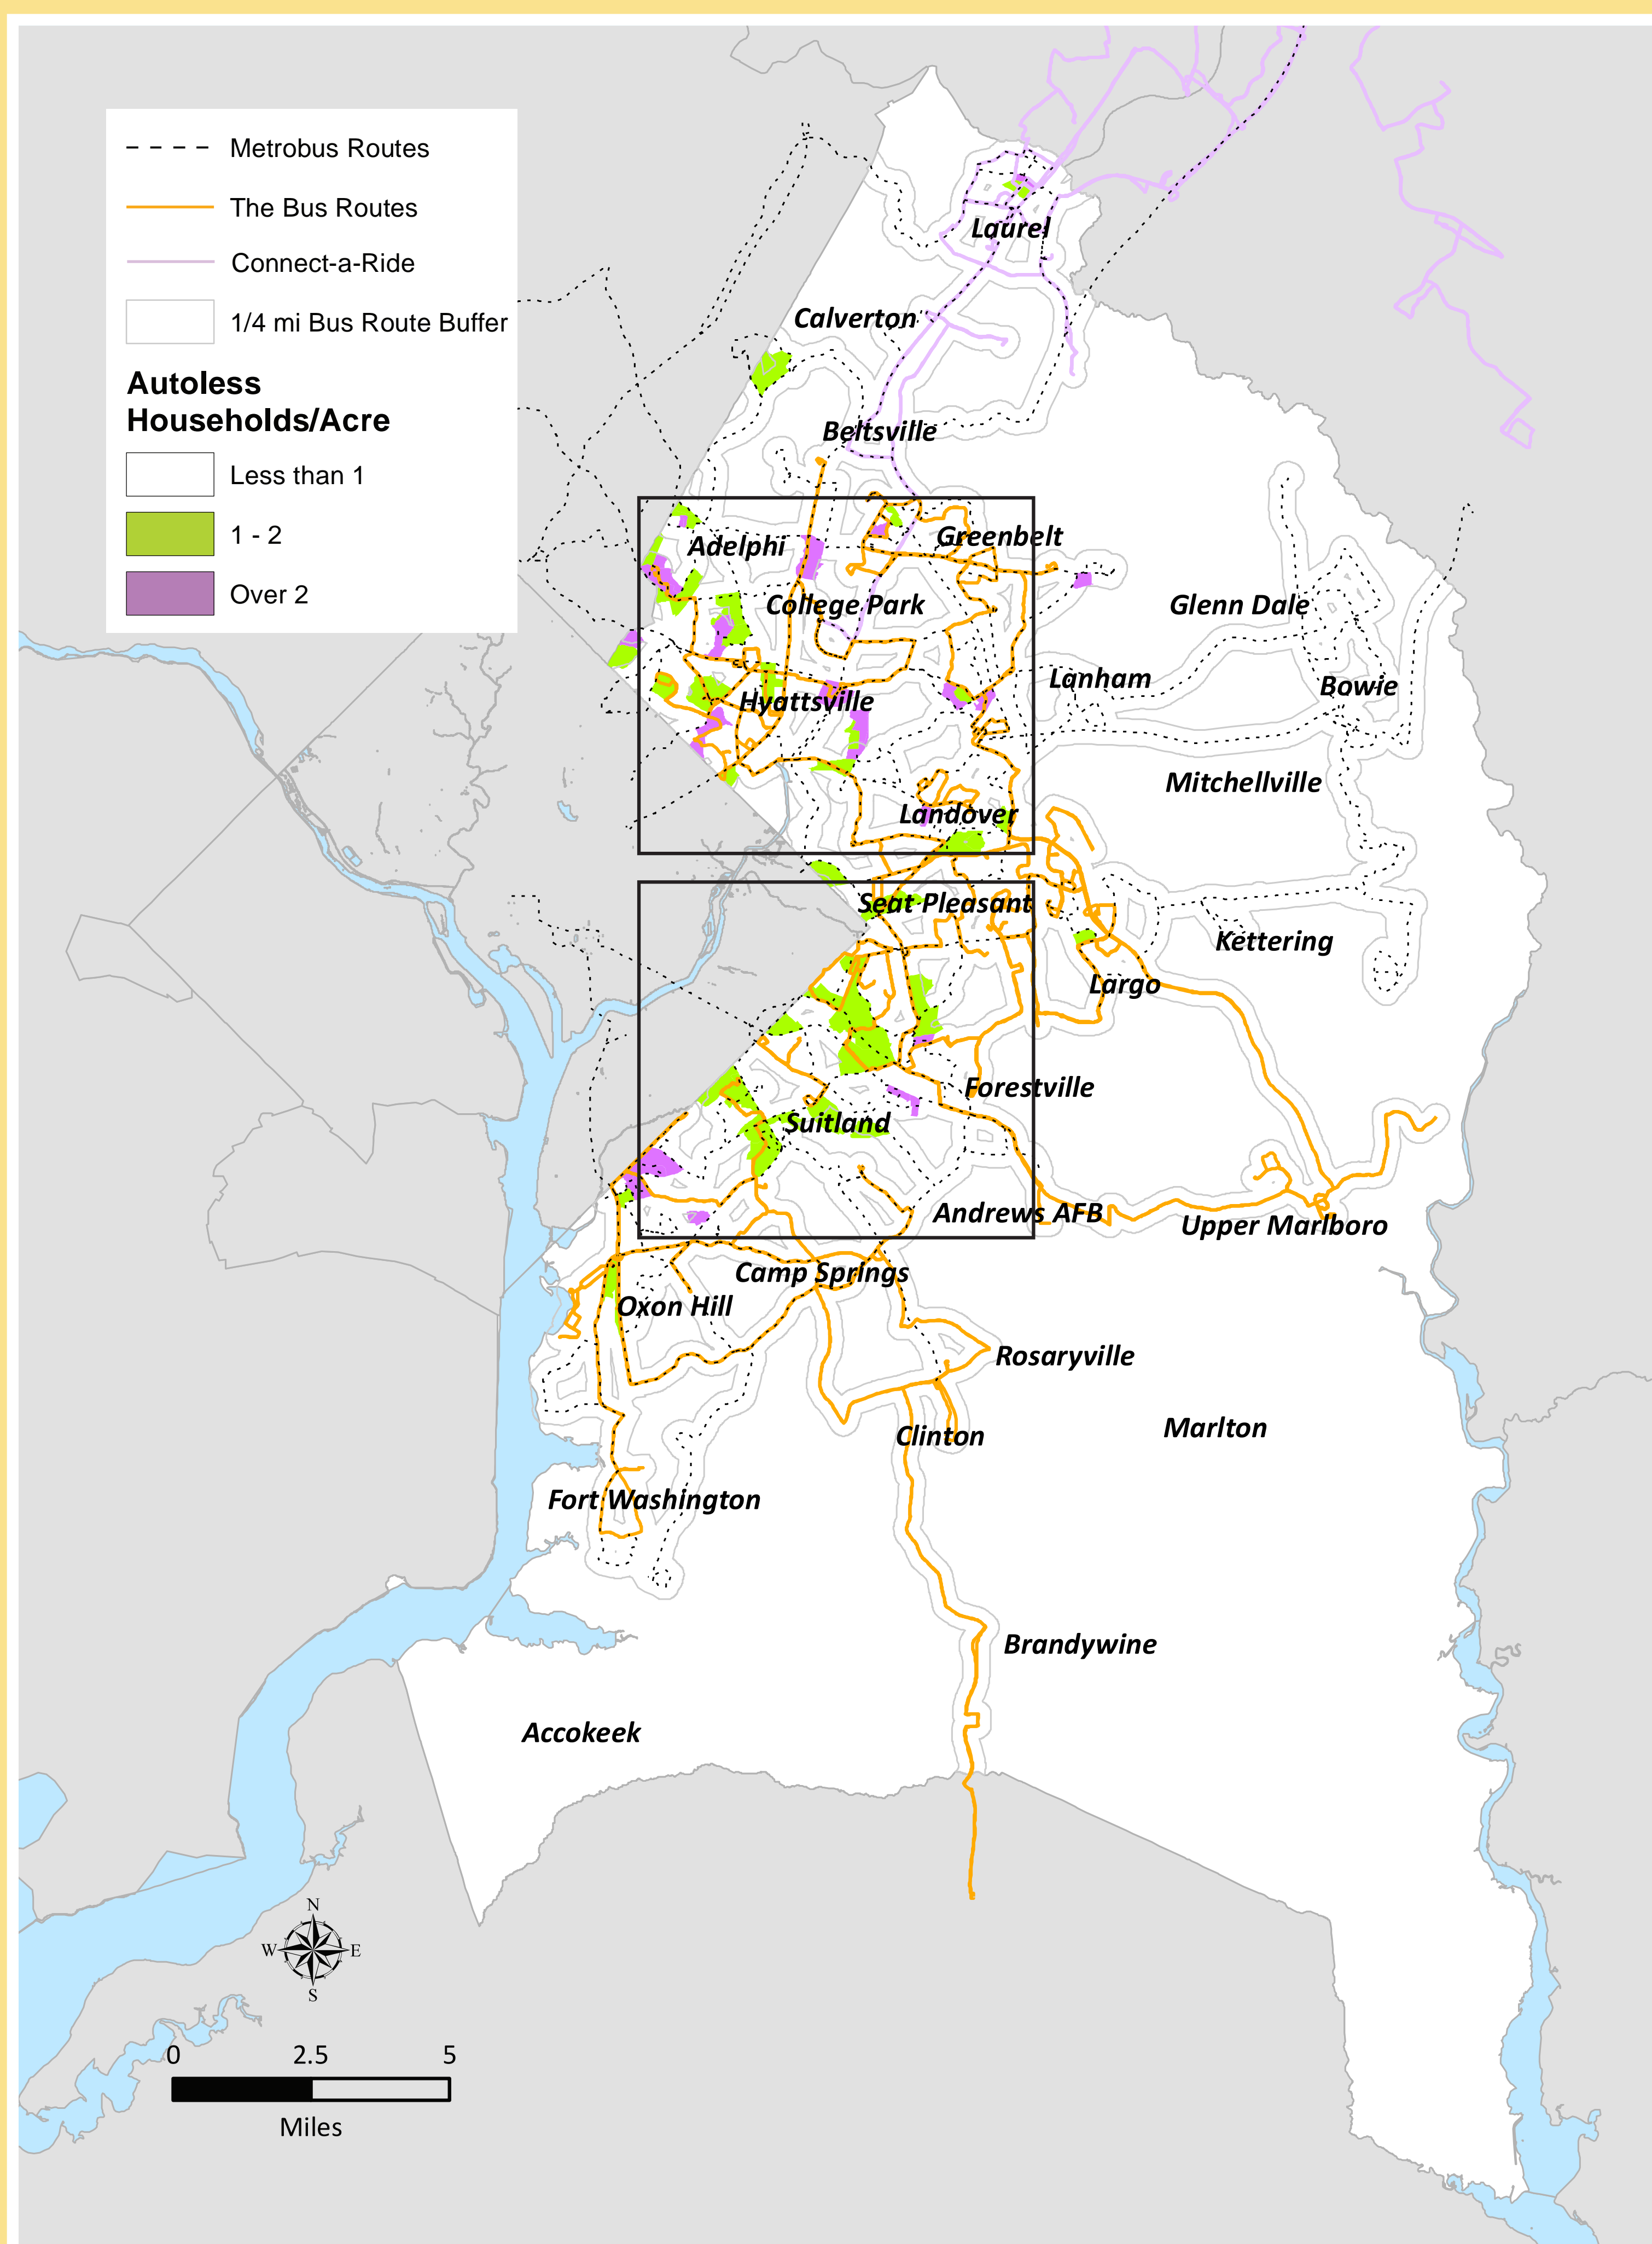 Metrobus Routes
The Bus Routes
Connect-a-Ride
1/4 mi Bus Route Buffer
Autoless
Households/Acre
Less than 1
1 - 2
Over 2
Laurel
Calverton
Beltsville
Adelphi
Greenbelt
College Park
Glenn Dale
Lanham
Bowie
Hyattsville
Mitchellville
Landover
Seat Pleasant
Kettering
Largo
Forestville
Suitland
Andrews AFB
Upper Marlboro
Camp Springs
Oxon Hill
Rosaryville
Marlton
Clinton
Fort Washington
Brandywine
Accokeek
N
W E
S
0 2.5 5
Miles